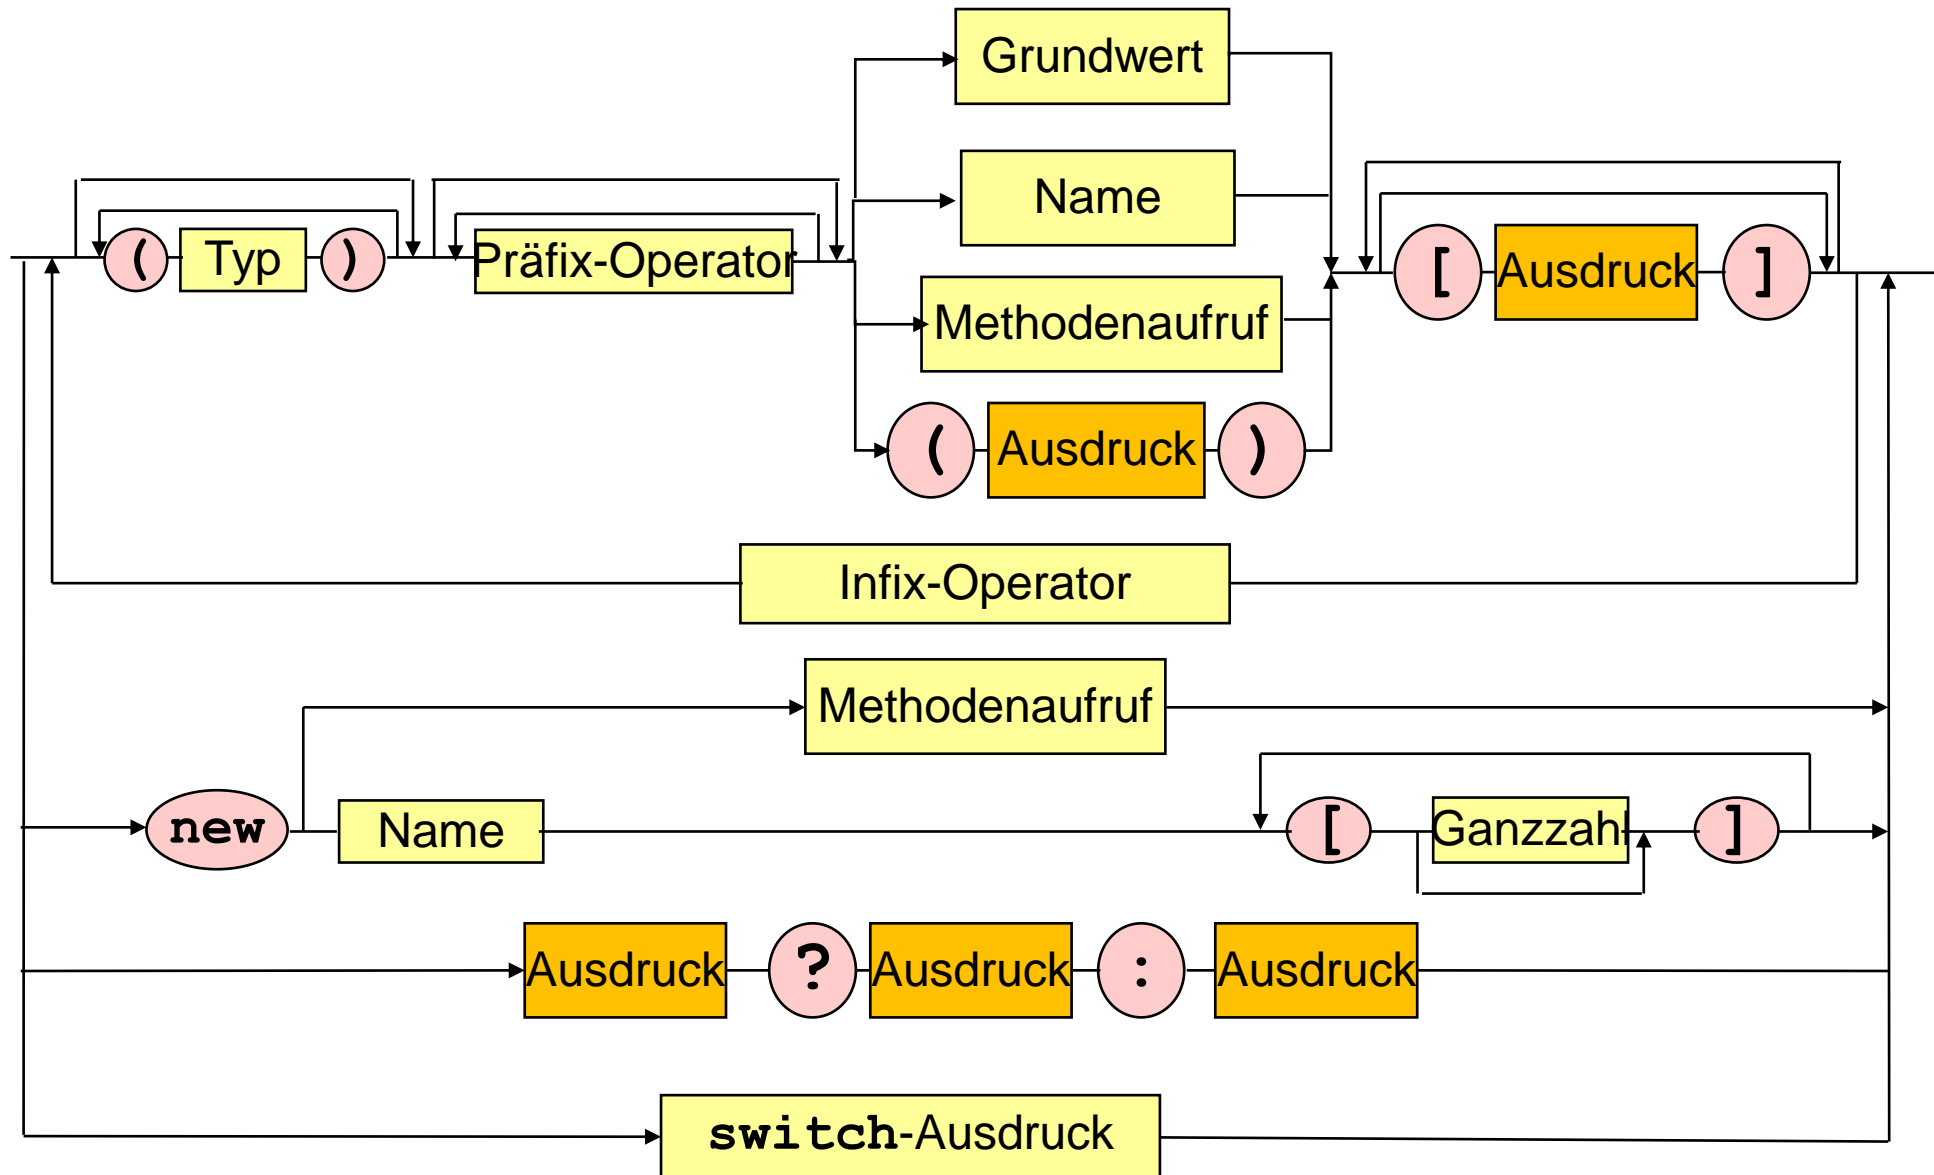 Grundwert
Name
( Typ ) Präfix-Operator
Methodenaufruf [ Ausdruck ]
( Ausdruck )
Infix-Operator
Methodenaufruf
new Name [ Ganzzahl ]
Ausdruck ? Ausdruck : Ausdruck
switch-Ausdruck